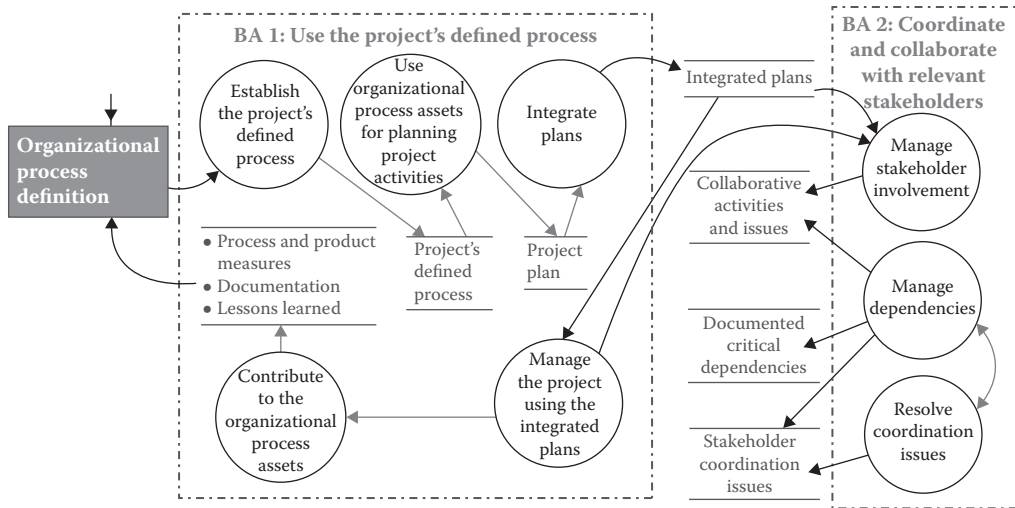 BA 1: Use the project's defined process
BA 2: Coordinate
and collaborate
with relevant
stakeholders
Organizational
process
definition
Establish
the project's
defined
process
Use
organizational
process assets
for planning
project
activities
Integrate
plans
Integrated plans
Manage
stakeholder
involvement
Collaborative
activities
and issues
● Process and product
measures
● Documentation
● Lessons learned
Project's
defined
process
Project
plan
Manage
dependencies
Documented
critical
dependencies
Contribute
to the
organizational
process
assets
Manage
the project
using the
integrated
plans
Resolve
coordination
issues
Stakeholder
coordination
issues